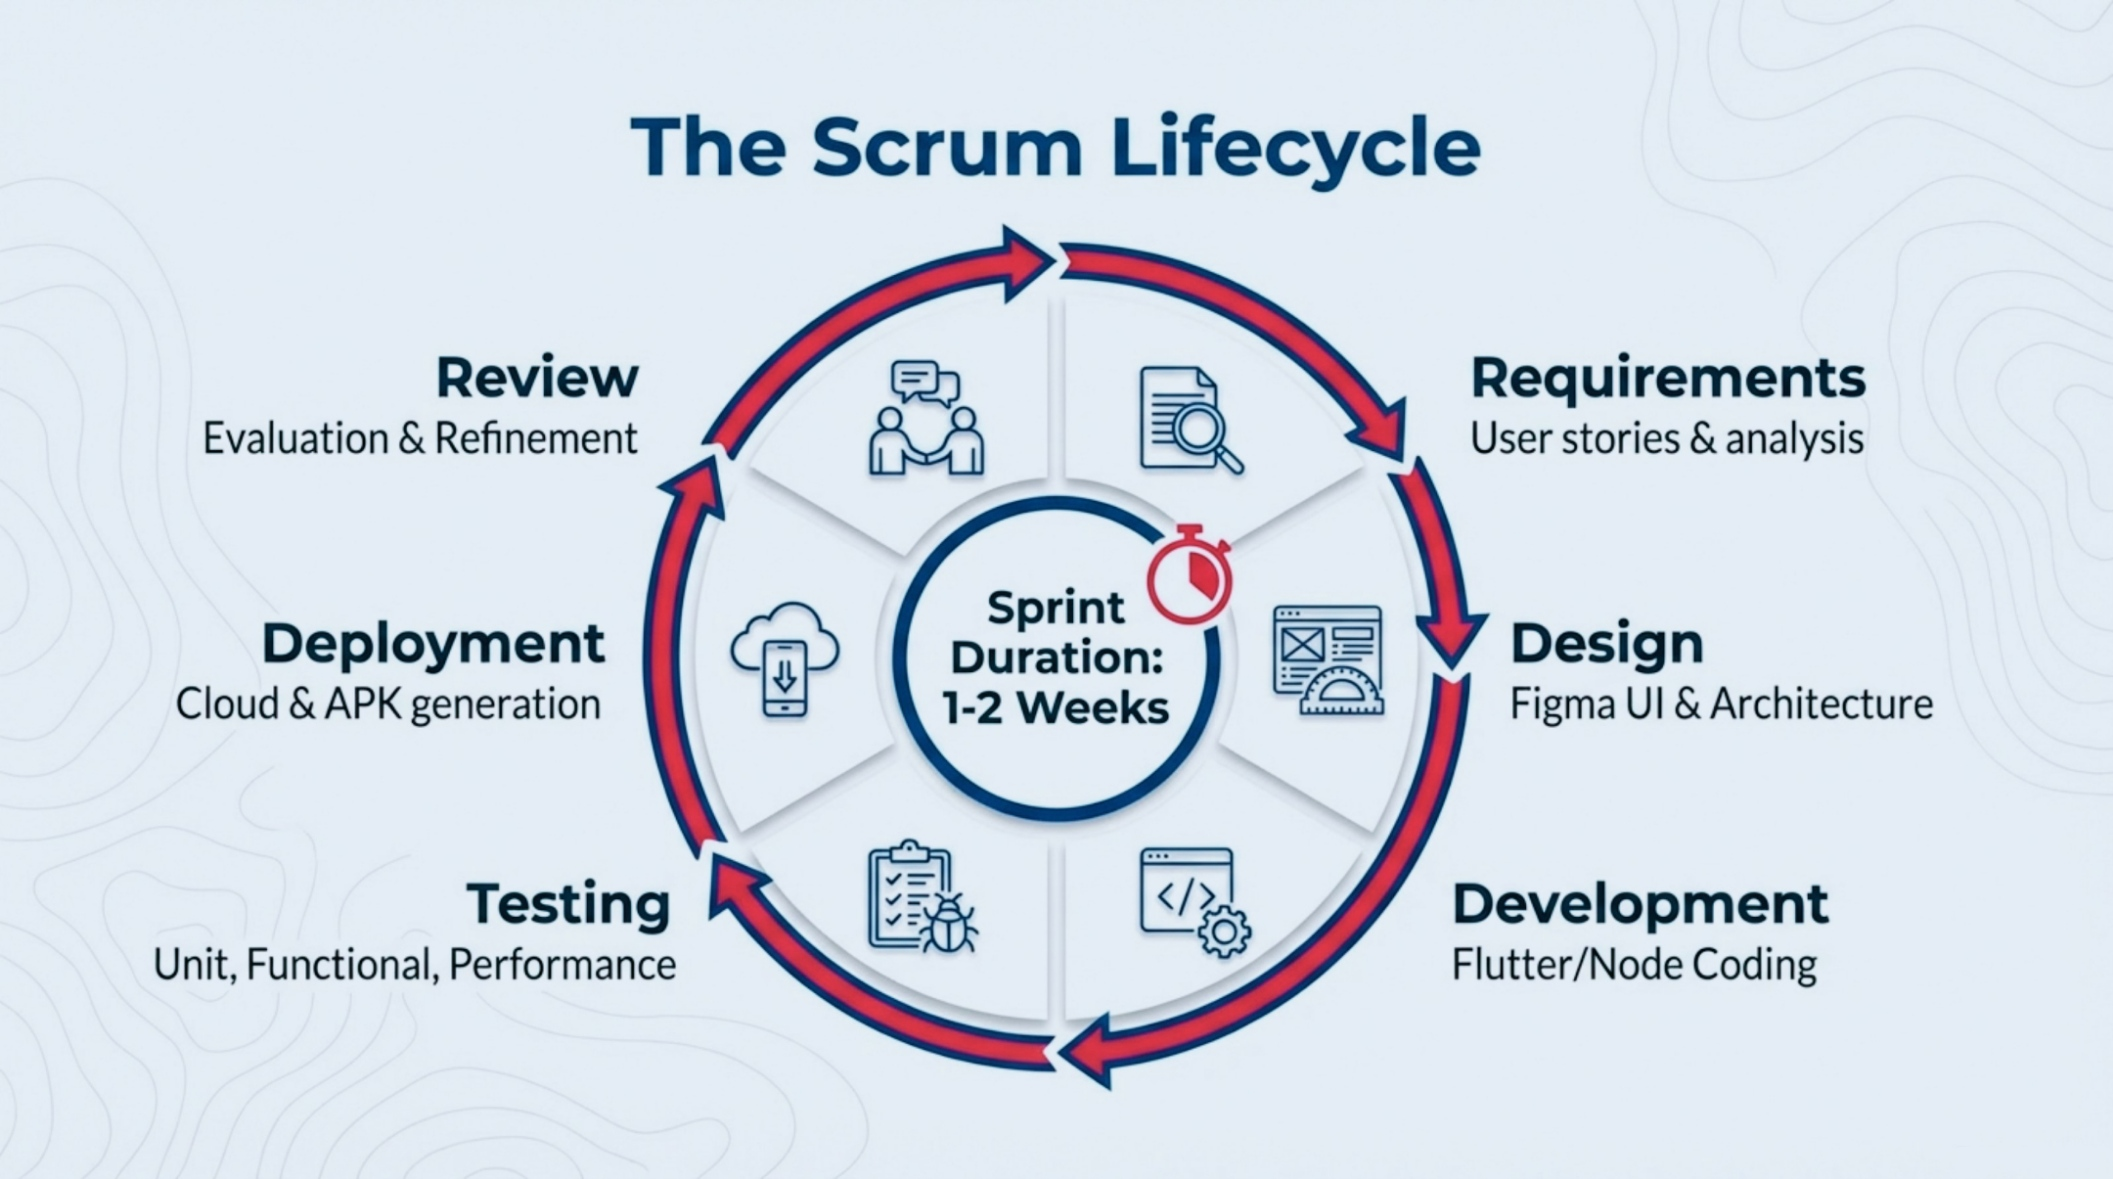 The Scrum Lifecycle
Review
Evaluation & Refinement
Requirements
User stories & analysis
Sprint
Duration:
1-2 Weeks
Deployment
Cloud & APK generation
Design
Figma UI & Architecture
Testing
Unit, Functional, Performance
Development
Flutter/Node Coding